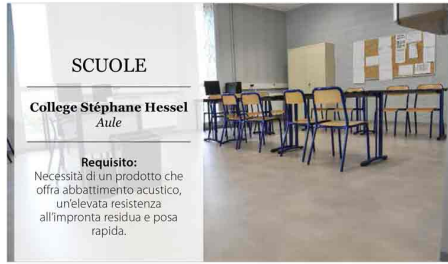 SCUOLE
College Stéphane Hessel
Aule
Requisito:
Necessità di un prodotto che
offra abbattimento acustico,
un'elevata resistenza
all'impronta residua e posa
rapida.